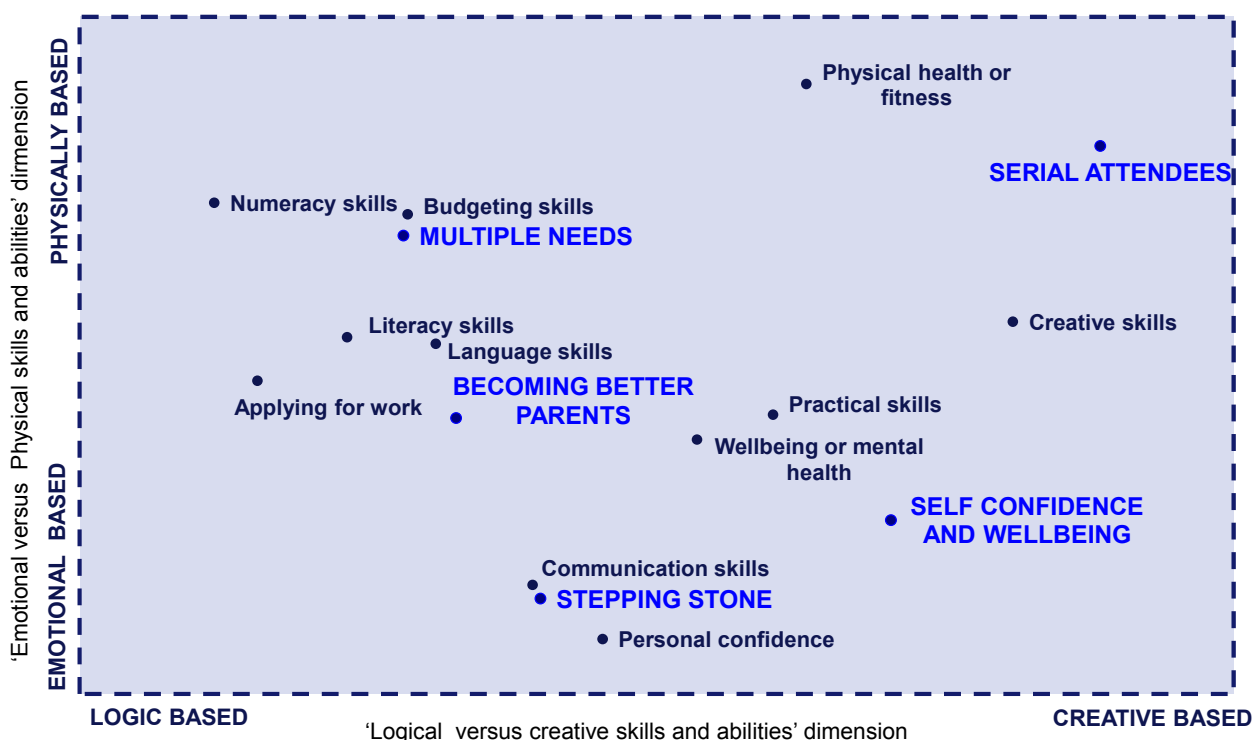 Physical health or
fitness
SERIAL ATTENDEES
Numeracy skills
Budgeting skills
MULTIPLE NEEDS
Literacy skills
Language skills
Creative skills
Applying for work
BECOMING BETTER
PARENTS
Practical skills
Wellbeing or mental
health
SELF CONFIDENCE
AND WELLBEING
Communication skills
STEPPING STONE
Personal confidence
‘Emotional versus Physical skills and abilities’ dirmension
PHYSICALLY BASED
EMOTIONAL BASED
LOGIC BASED
CREATIVE BASED
‘Logical versus creative skills and abilities’ dimension